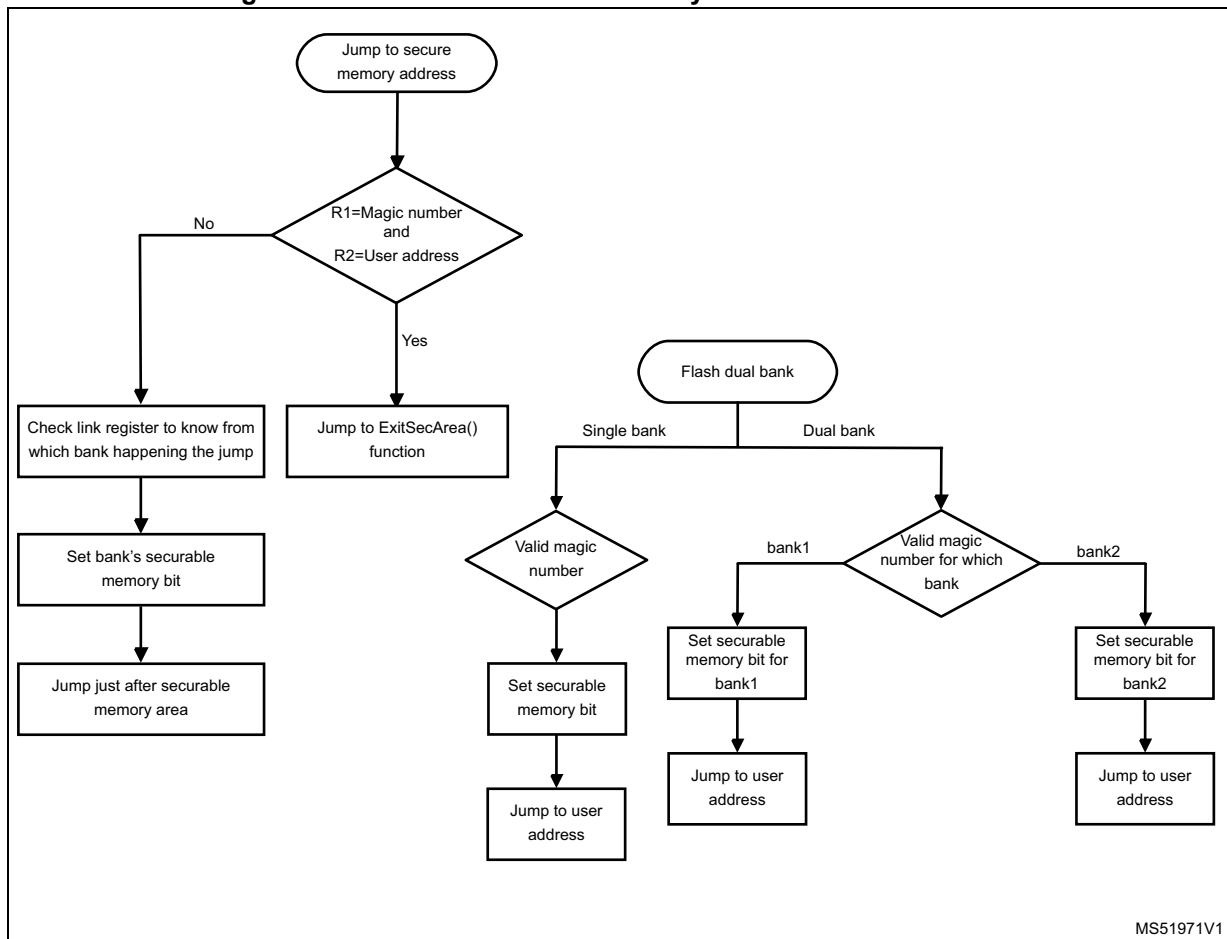 Jump to secure
memory address
R1=Magic number
and
R2=User address
No
Yes
Check link register to know from
which bank happening the jump
Jump to ExitSecArea()
function
Set bank's securable
memory bit
Jump just after securable
memory area
Flash dual bank
Single bank
Dual bank
Valid magic
number
Valid magic
number for which
bank
bank1
bank2
Set securable
memory bit
Set securable
memory bit for
bank1
Set securable
memory bit for
bank2
Jump to user
address
Jump to user
address
Jump to user
address
MS51971V1